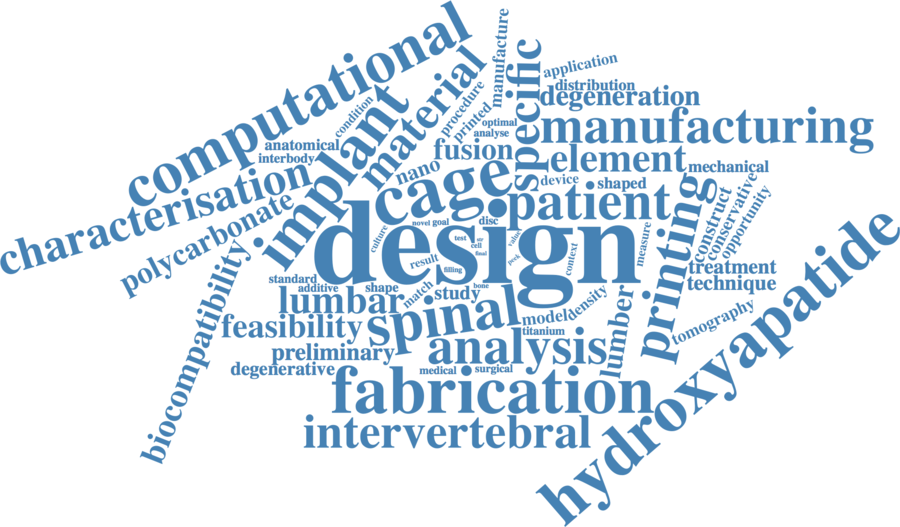 computational
manufacture
application
distribution
degeneration
specific
material
procedure
printed
condition
implant
optimal
analyse
manufacturing
anatomical
interbody
fusion
element
mechanical
nano
cage
device
shaped
characterisation
polycarbonate
patient
printing
construct
conservative
opportunity
design
novel
goal
disc
culture
test
str
cell
final
value
peek
context
measure
result
filling
biocompatibility
standard
additive
shape
match
bone
treatment
technique
lumbar
study
spinal
model
density
lumber
titanium
tomography
feasibility
hydroxyapatide
preliminary
analysis
degenerative
medical
surgical
fabrication
intervertebral